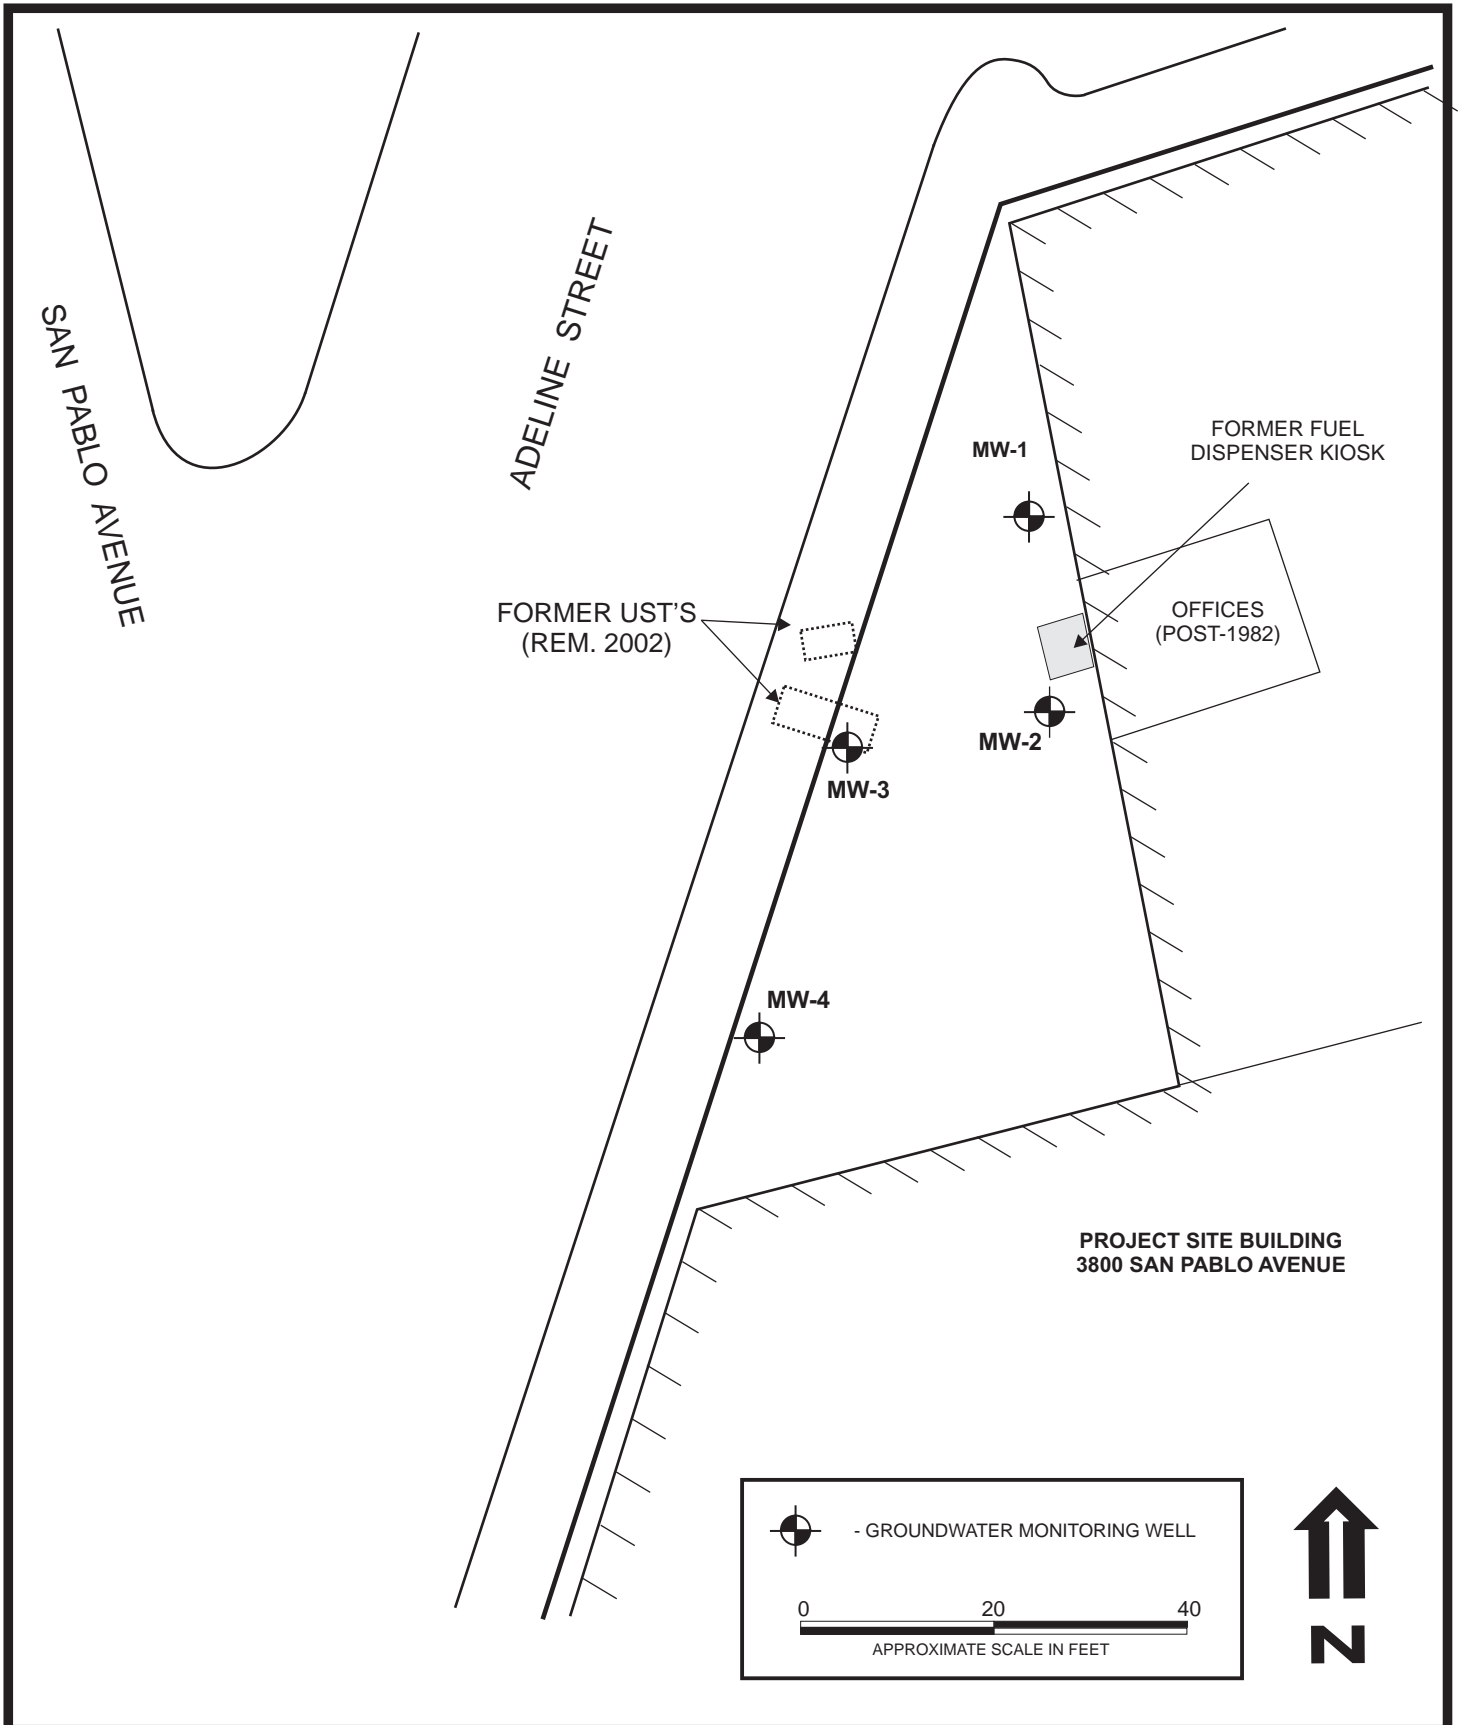 SAN PABLO AVENUE
ADELINE STREET
FORMER FUEL
DISPENSER KIOSK
MW-1
OFFICES
(POST-1982)
FORMER UST'S
(REM. 2002)
MW-2
MW-3
MW-4
PROJECT SITE BUILDING
3800 SAN PABLO AVENUE
- GROUNDWATER MONITORING WELL
0 20 40
APPROXIMATE SCALE IN FEET
N